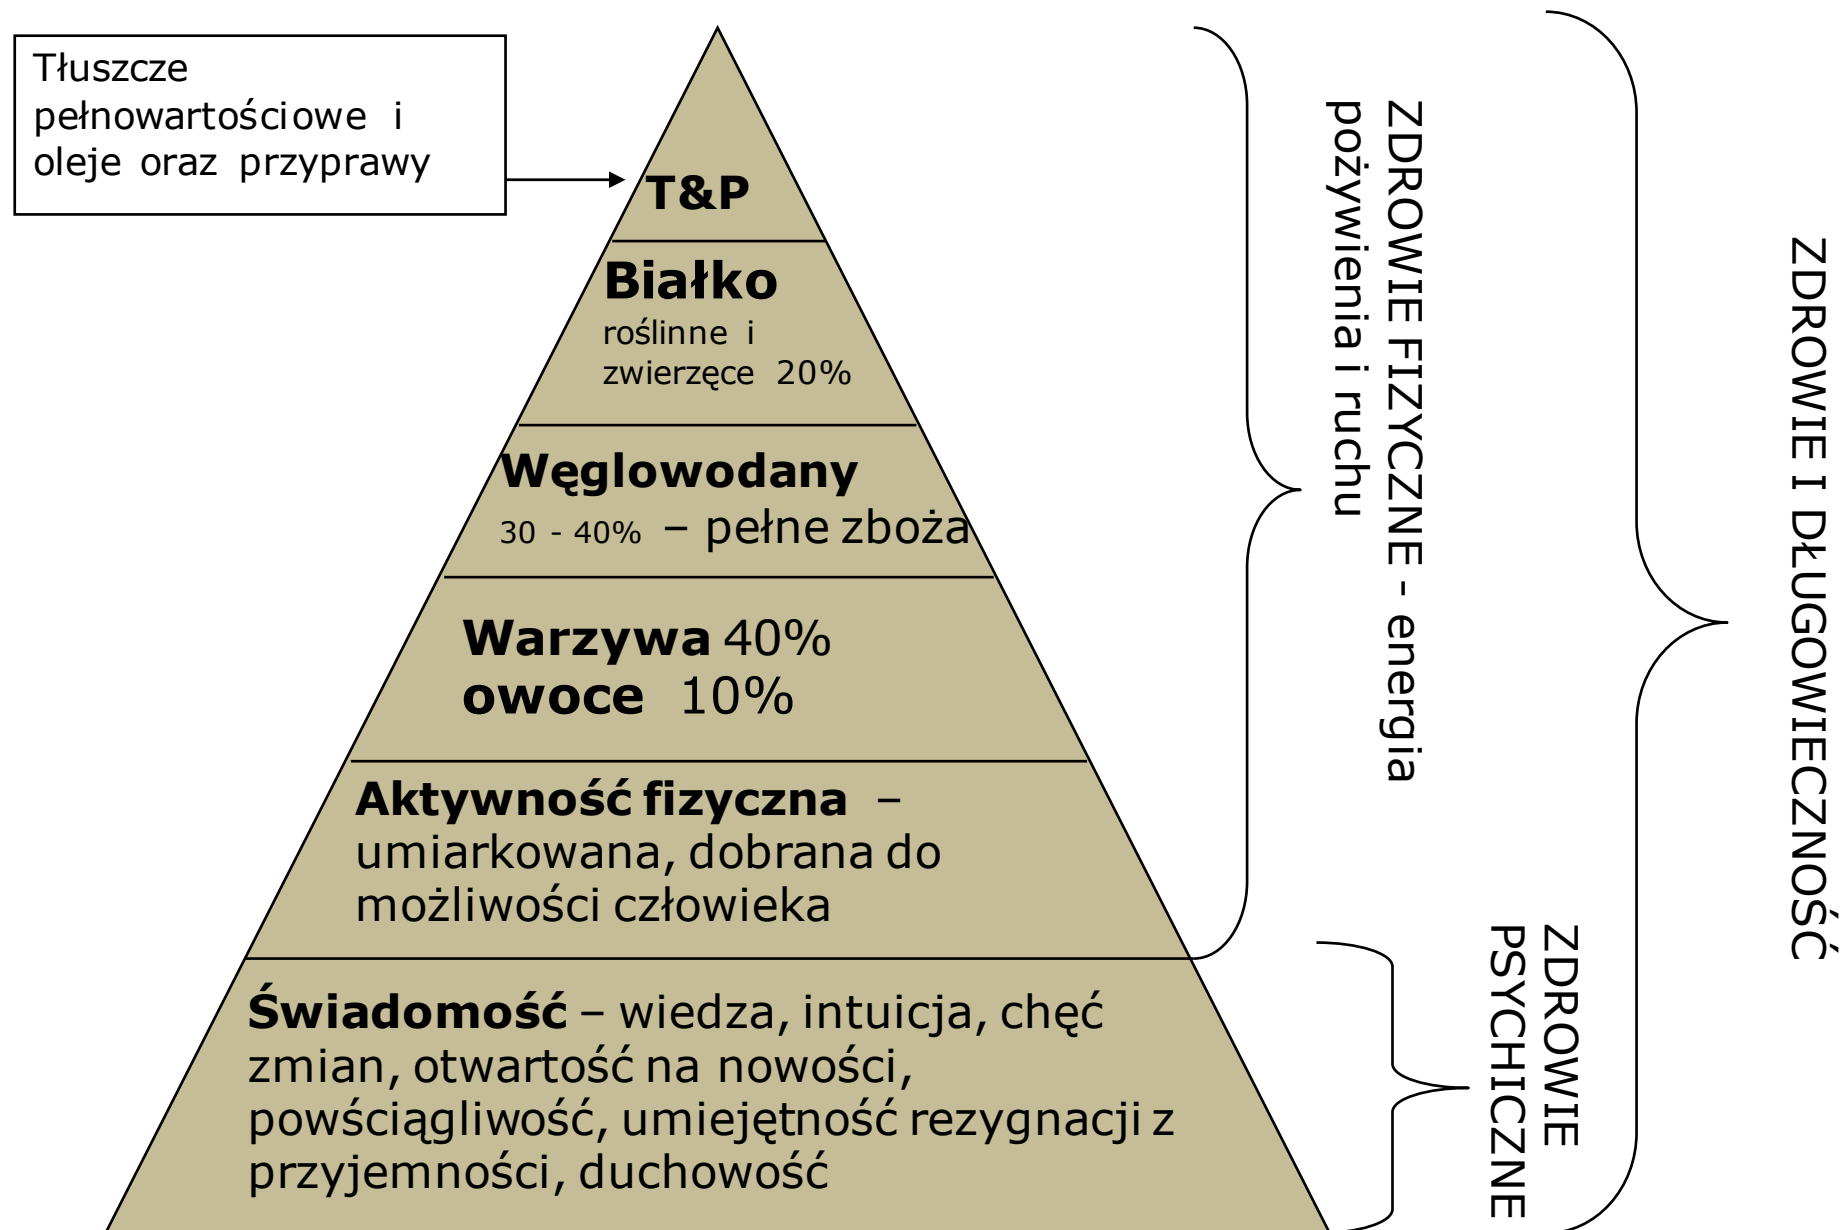 Tłuszcze
pełnowartościowe i
oleje oraz przyprawy
T&P
Białko
roślinne i
zwierzęce 20%
Węglowodany
30 - 40% – pełne zboża
Warzywa 40%
owoce 10%
Aktywność fizyczna –
umiarkowana, dobrana do
możliwości człowieka
Świadomość – wiedza, intuicja, chęć
zmian, otwartość na nowości,
powściągliwość, umiejętność rezygnacji z
przyjemności, duchowość
ZDROWIE FIZYCZNE - energia
pożywienia i ruchu
ZDROWIE
PSYCHICZNE
ZDROWIE I DŁUGOWIECZNOŚĆ